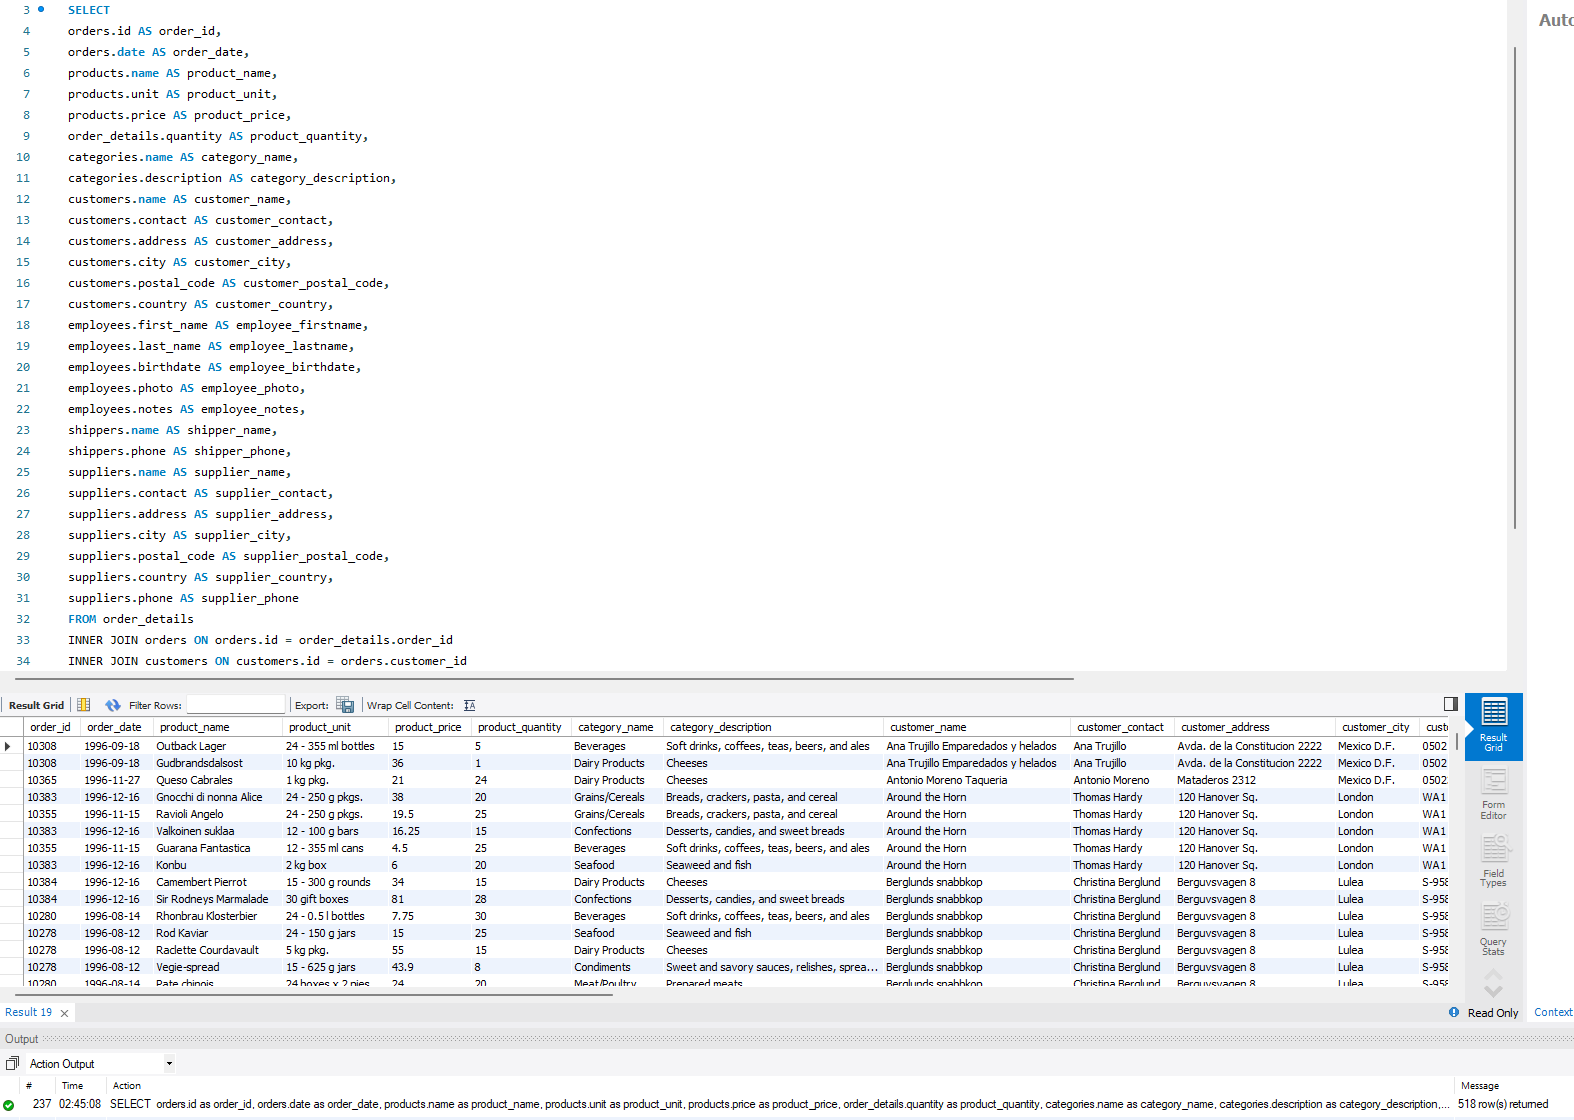 Auto
3 SELECT
4 orders.id AS order_id,
5 orders.date AS order_date,
6 products.name AS product_name,
7 products.unit AS product_unit,
8 products.price AS product_price,
9 order_details.quantity AS product_quantity,
10 categories.name AS category_name,
11 categories.description AS category_description,
12 customers.name AS customer_name,
13 customers.contact AS customer_contact,
14 customers.address AS customer_address,
15 customers.city AS customer_city,
16 customers.postal_code AS customer_postal_code,
17 customers.country AS customer_country,
18 employees.first_name AS employee_firstname,
19 employees.last_name AS employee_lastname,
20 employees.birthdate AS employee_birthdate,
21 employees.photo AS employee_photo,
22 employees.notes AS employee_notes,
23 shippers.name AS shipper_name,
24 shippers.phone AS shipper_phone,
25 suppliers.name AS supplier_name,
26 suppliers.contact AS supplier_contact,
27 suppliers.address AS supplier_address,
28 suppliers.city AS supplier_city,
29 suppliers.postal_code AS supplier_postal_code,
30 suppliers.country AS supplier_country,
31 suppliers.phone AS supplier_phone
32 FROM order_details
33 INNER JOIN orders ON orders.id = order_details.order_id
34 INNER JOIN customers ON customers.id = orders.customer_id
Result Grid Filter Rows: Export: Wrap Cell Content: IA
order_id order_date product_name product_unit product_price product_quantity category_name category_description customer_name customer_contact customer_address customer_city custo
10308 1996-09-18 Outback Lager 24 - 355 ml bottles 15 5 Beverages Soft drinks, coffees, teas, beers, and ales Ana Trujillo Emparedados y helados Ana Trujillo Avda. de la Constitucion 2222 Mexico D.F. 0502
10308 1996-09-18 Gudbrandsdalsost 10 kg pkg. 36 1 Dairy Products Cheeses Ana Trujillo Emparedados y helados Ana Trujillo Avda. de la Constitucion 2222 Mexico D.F. 0502
10365 1996-11-27 Queso Cabrales 1 kg pkg. 21 24 Dairy Products Cheeses Antonio Moreno Taqueria Antonio Moreno Mataderos 2312 Mexico D.F. 0502
10383 1996-12-16 Gnocchi di nonna Alice 24 - 250 g pkgs. 38 20 Grains/Cereals Breads, crackers, pasta, and cereal Around the Horn Thomas Hardy 120 Hanover Sq. London WA1
10355 1996-11-15 Ravioli Angelo 24 - 250 g pkgs. 19.5 25 Grains/Cereals Breads, crackers, pasta, and cereal Around the Horn Thomas Hardy 120 Hanover Sq. London WA1
10383 1996-12-16 Valkoinen suklaa 12 - 100 g bars 16.25 15 Confections Desserts, candies, and sweet breads Around the Horn Thomas Hardy 120 Hanover Sq. London WA1
10355 1996-11-15 Guarana Fantastica 12 - 355 ml cans 4.5 25 Beverages Soft drinks, coffees, teas, beers, and ales Around the Horn Thomas Hardy 120 Hanover Sq. London WA1
10383 1996-12-16 Konbu 2 kg box 6 20 Seafood Seaweed and fish Around the Horn Thomas Hardy 120 Hanover Sq. London WA1
10384 1996-12-16 Camembert Pierrot 15 - 300 g rounds 34 15 Dairy Products Cheeses Berglunds snabbkop Christina Berglund Berguvsvagen 8 Lulea S-958
10384 1996-12-16 Sir Rodneys Marmalade 30 gift boxes 81 28 Confections Desserts, candies, and sweet breads Berglunds snabbkop Christina Berglund Berguvsvagen 8 Lulea S-958
10280 1996-08-14 Rhonbrau Klosterbier 24 - 0.5 l bottles 7.75 30 Beverages Soft drinks, coffees, teas, beers, and ales Berglunds snabbkop Christina Berglund Berguvsvagen 8 Lulea S-958
10278 1996-08-12 Rod Kaviar 24 - 150 g jars 15 25 Seafood Seaweed and fish Berglunds snabbkop Christina Berglund Berguvsvagen 8 Lulea S-958
10278 1996-08-12 Raclette Courdavault 5 kg pkg. 55 15 Dairy Products Cheeses Berglunds snabbkop Christina Berglund Berguvsvagen 8 Lulea S-958
10278 1996-08-12 Vegie-spread 15 - 625 g jars 43.9 8 Condiments Sweet and savory sauces, relishes, sprea... Berglunds snabbkop Christina Berglund Berguvsvagen 8 Lulea S-958
10280 1996-08-14 Pate chinois 24 boxes x 2 pies 24 20 Meat/Poultry Prepared meats Berglunds snabbkop Christina Berglund Berguvsvagen 8 Lulea S-958
Result
Grid
Form
Editor
Field
Types
Query
Stats
Result 19 Read Only Context
Output
Action Output
# Time Action Message
237 02:45:08 SELECT orders.id as order_id, orders.date as order_date, products.name as product_name, products.unit as product_unit, products.price as product_price, order_details.quantity as product_quantity, categories.name as category_name, categories.description as category_description,... 518 row(s) returned